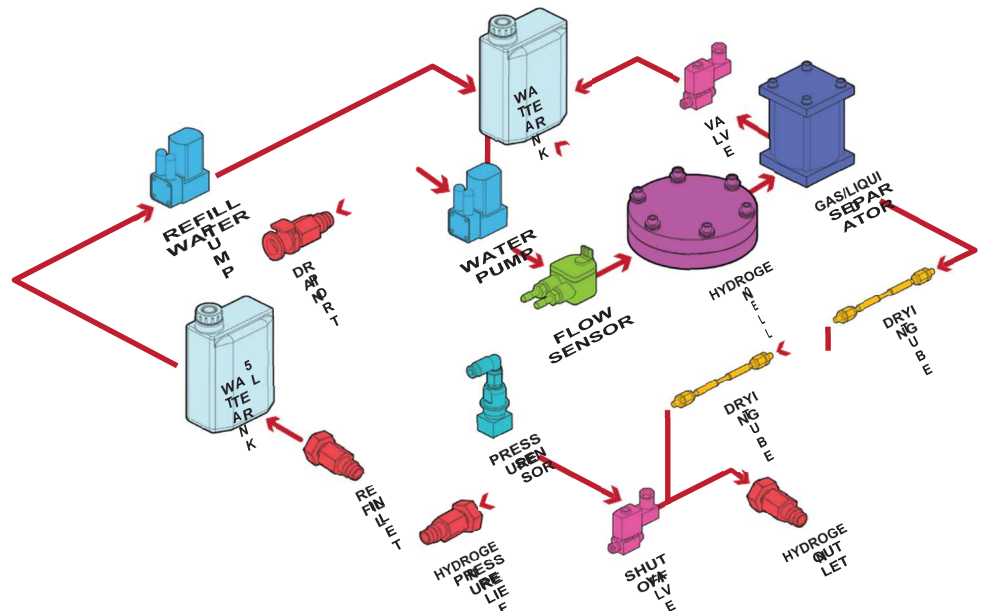 WATER TANK
VALVE
GAS/LIQUID
SEPARATOR
REFILL
WATER
PUMP
WATER
PUMP
DRAIN
PORT
HYDROGEN
CELL
FLOW
SENSOR
DRYING
TUBE
5L
WATER TANK
DRYING
TUBE
PRESSURE
SENSOR
REFILL
INLET
HYDROGEN
PRESSURE
RELIEF
SHUT
OFF
VALVE
HYDROGEN
OUTLET